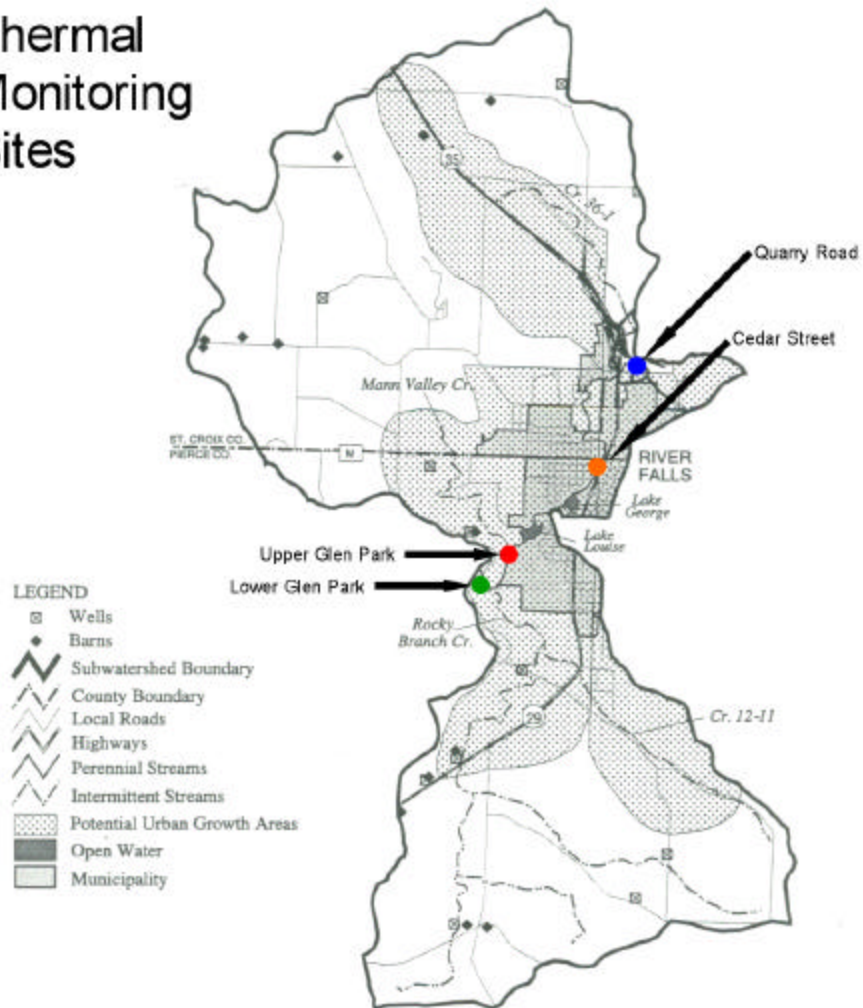 hermal
onitoring
ites
35
Cr. 36-1
Quarry Road
Cedar Street
Mann Valley Cr.
ST. CROIX CO.
PIERCE CO.
M
RIVER
FALLS
Lake
George
Lake
Louise
Upper Glen Park
Lower Glen Park
Rocky
Branch Cr.
29
Cr. 12-11
LEGEND
Wells
Barns
Subwatershed Boundary
County Boundary
Local Roads
Highways
Perennial Streams
Intermittent Streams
Potential Urban Growth Areas
Open Water
Municipality